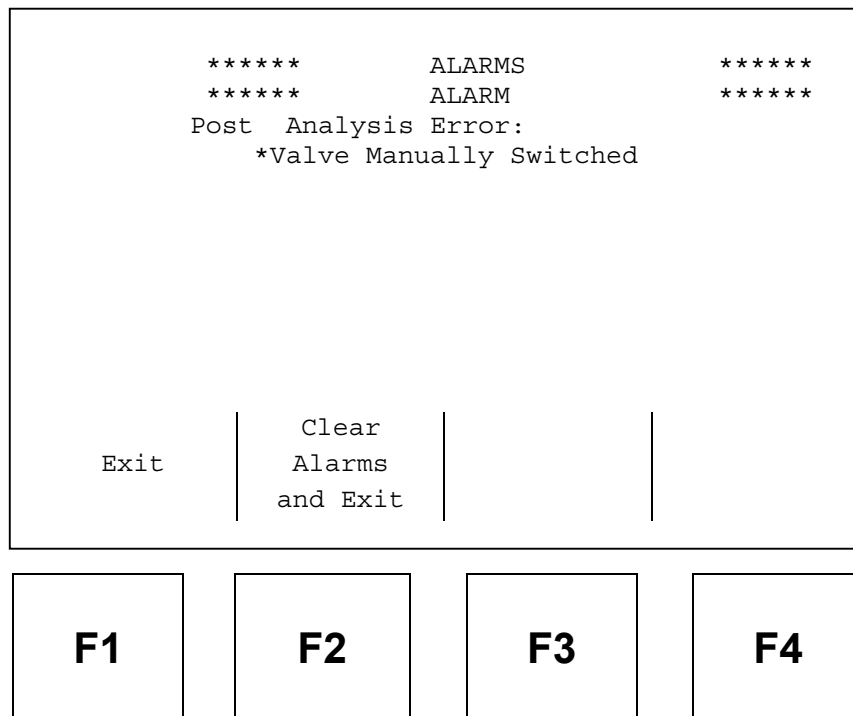 ****** ALARMS ******
****** ALARM ******
Post Analysis Error:
*Valve Manually Switched
Exit
Clear
Alarms
and Exit
F1 F2 F3 F4